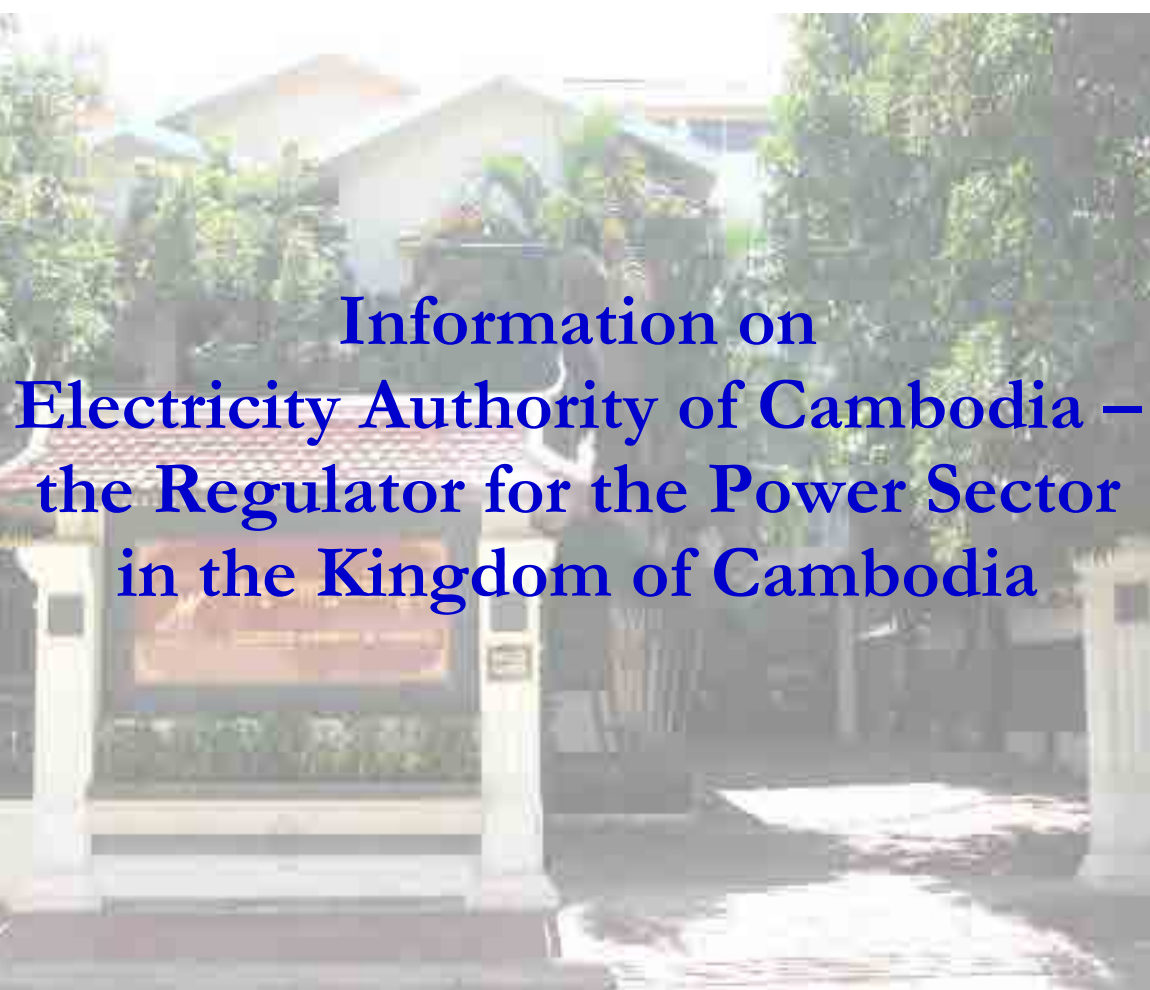 Information on
Electricity Authority of Cambodia –
the Regulator for the Power Sector
in the Kingdom of Cambodia